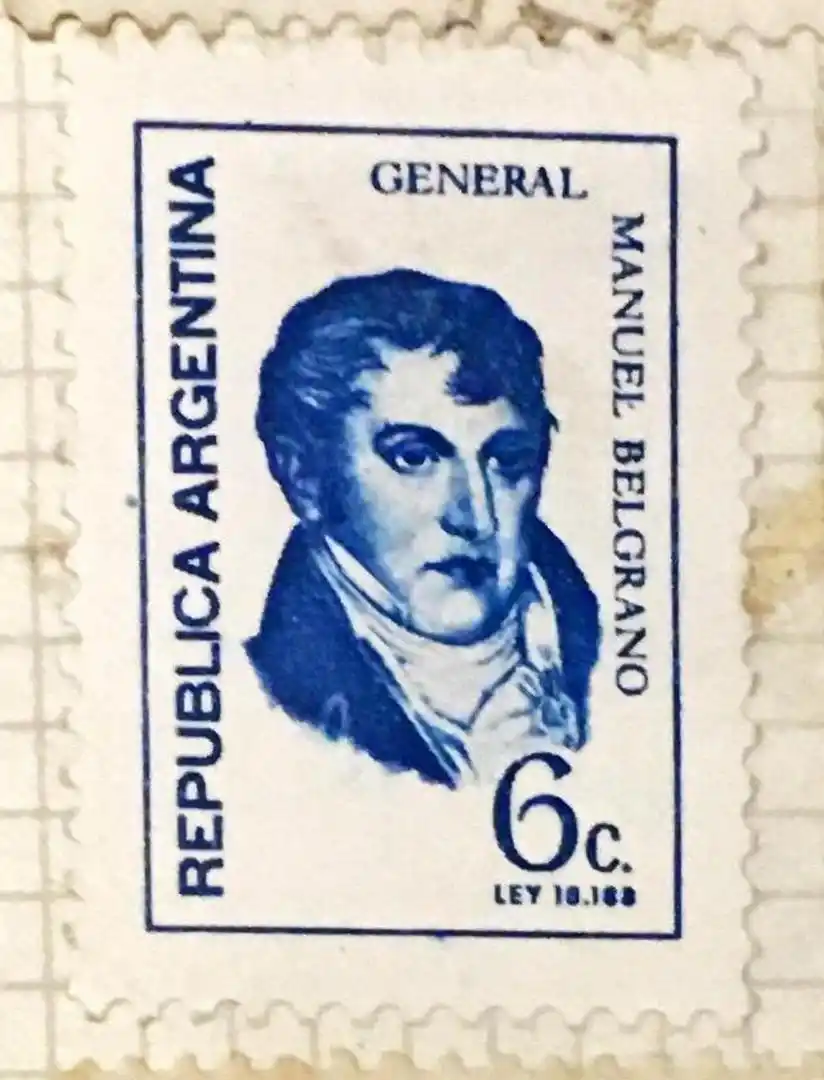 GENERAL
MANUEL BELGRANO
REPUBLICA ARGENTINA
6c.
LEY 18.188